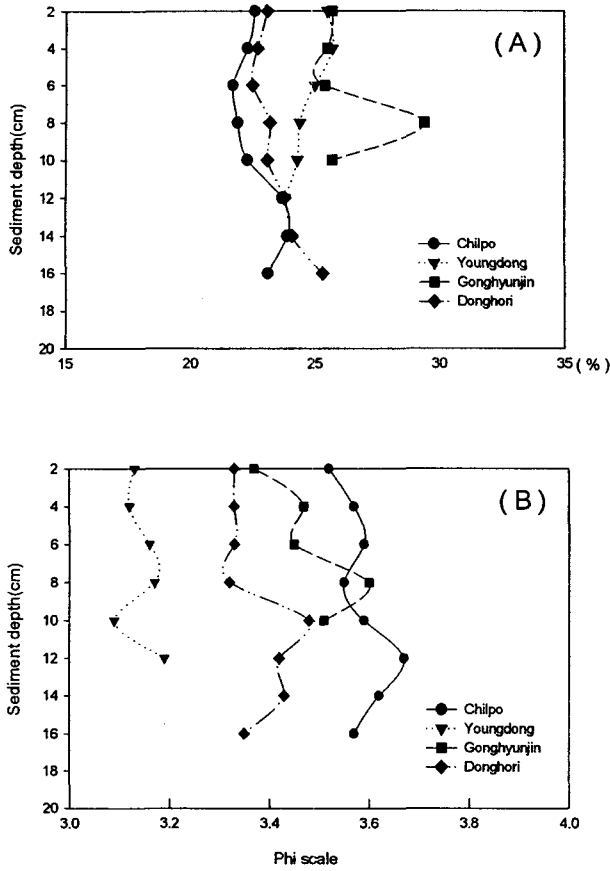 (A)
Sediment depth(cm)
2
4
6
8
10
12
14
16
18
20
Chilpo
Youngdong
Gonghyunjin
Donghori
15 20 25 30 35 (%)
(B)
Sediment depth(cm)
2
4
6
8
10
12
14
16
18
20
Chilpo
Youngdong
Gonghyunjin
Donghori
3.0 3.2 3.4 3.6 3.8 4.0
Phi scale